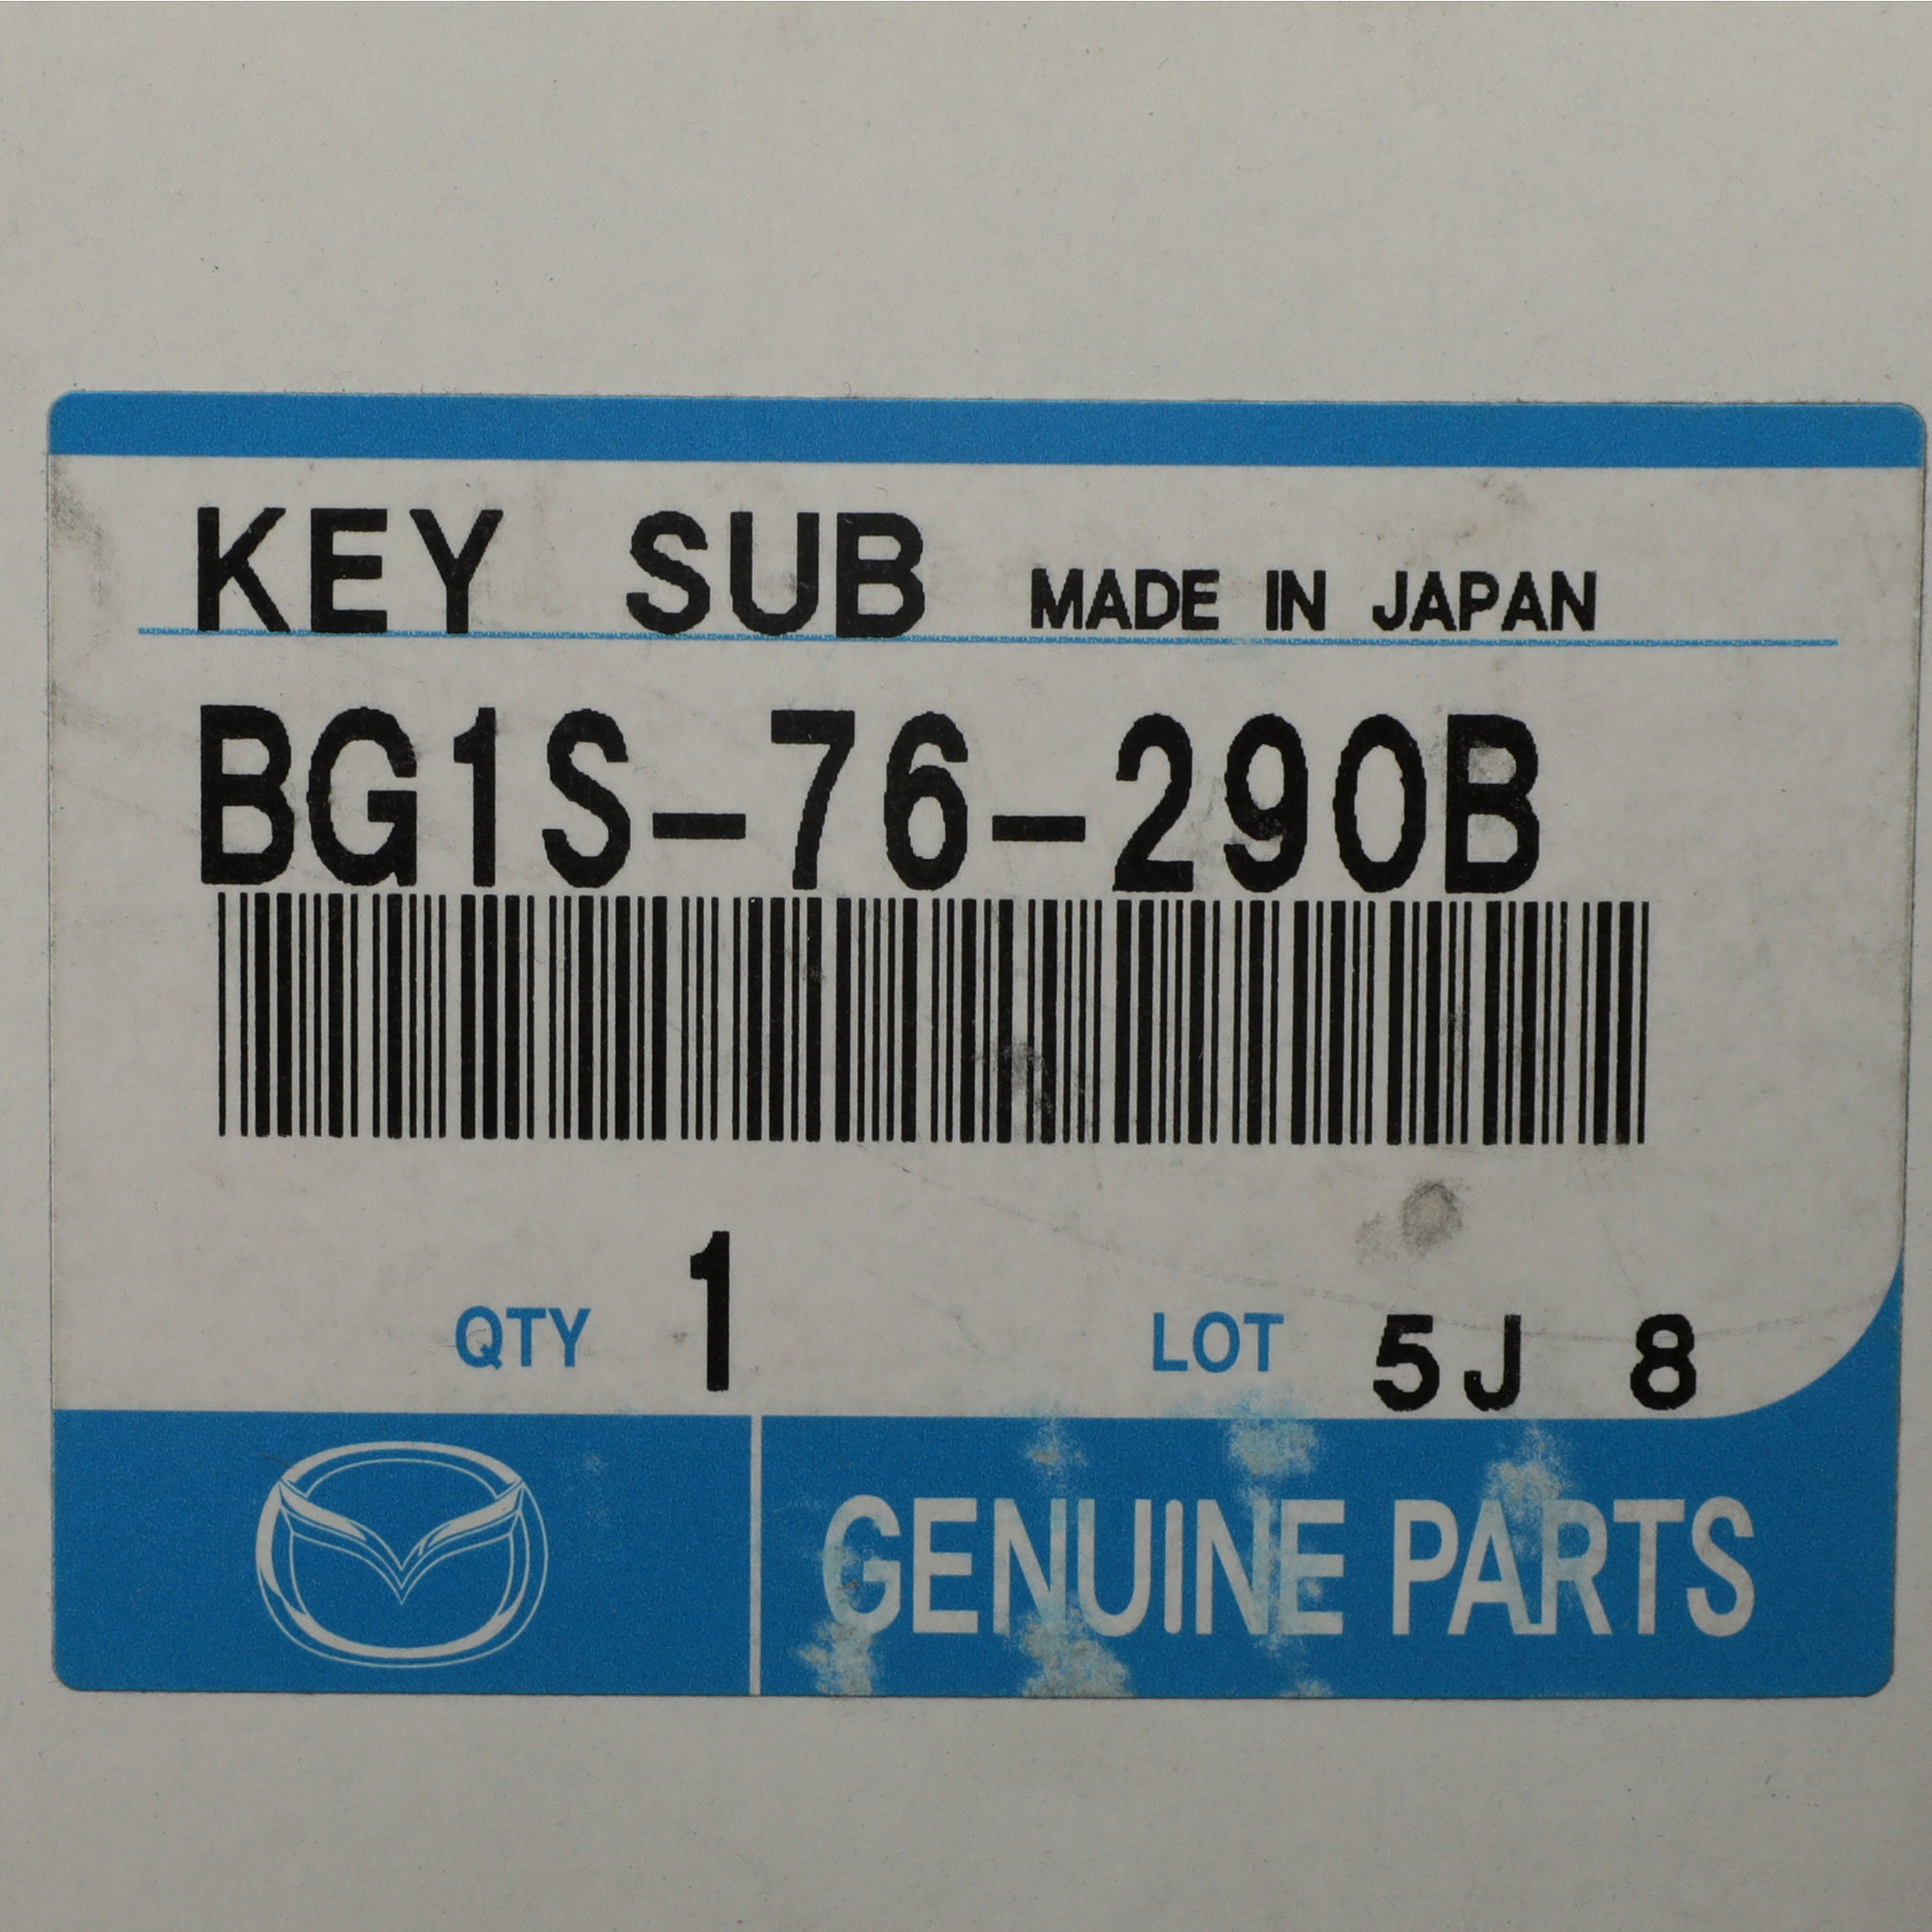 KEY SUB MADE IN JAPAN
BG1S-76-290B
QTY 1 LOT 5J 8
GENUINE PARTS